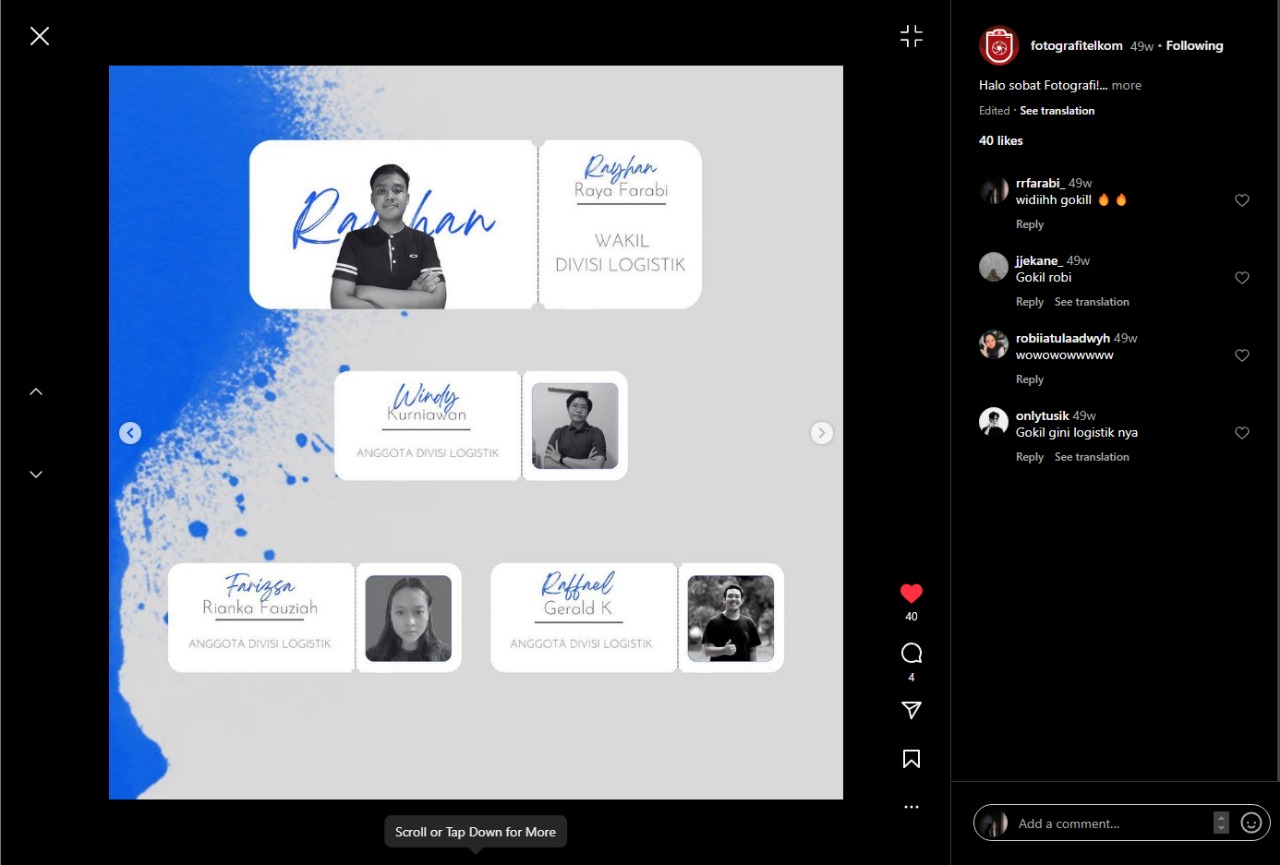 fotografitelkom 49w • Following
Halo sobat Fotografi!... more
Edited · See translation
40 likes
rrfarabi_ 49w
widiihh gokill 🔥 🔥
Reply
jjekane_ 49w
Gokil robi
Reply See translation
robiiatulaadwyh 49w
wowowowwwww
Reply
onlytusik 49w
Gokil gini logistik nya
Reply See translation
Rayhan
Rayhan
Raya Farabi
WAKIL
DIVISI LOGISTIK
Windy
Kurniawan
ANGGOTA DIVISI LOGISTIK
Farizsa
Rianka Fauziah
ANGGOTA DIVISI LOGISTIK
Raffael
Gerald K
ANGGOTA DIVISI LOGISTIK
40
4
Scroll or Tap Down for More
Add a comment...